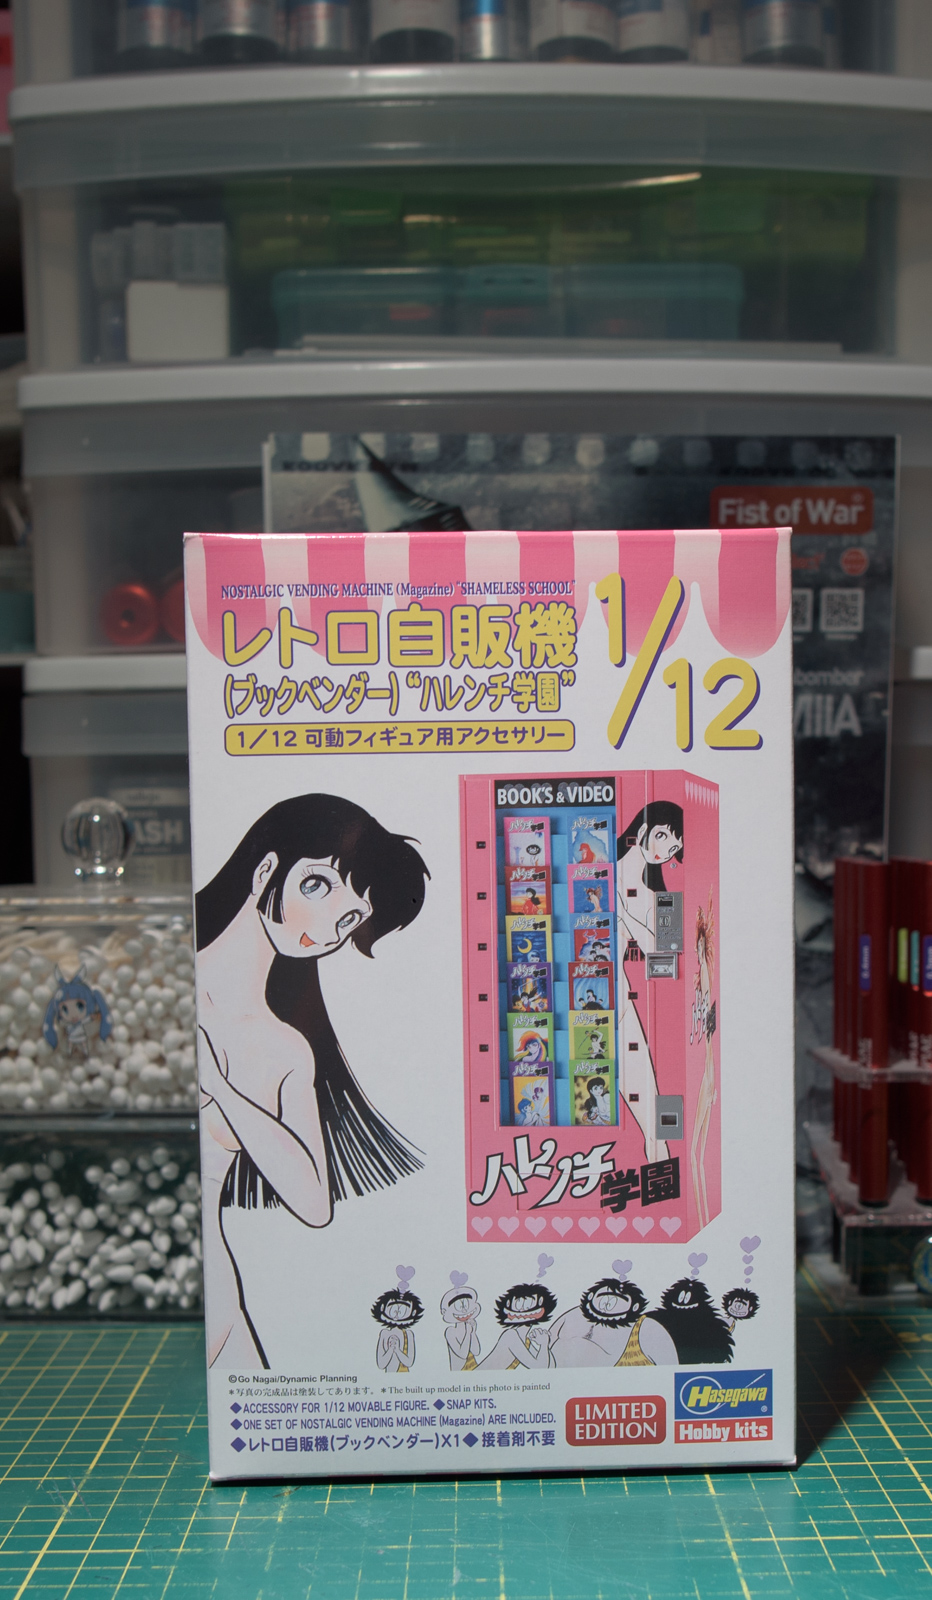 Fist of War
bomber
VIIIA
ASH
NOSTALGIC VENDING MACHINE (Magazine) "SHAMELESS SCHOOL"
レトロ自販機
(ブックベンダー) “ハレンチ学園”
1/12 可動フィギュア用アクセサリー
1/12
BOOK'S & VIDEO
ハレンチ学園
©Go Nagai/Dynamic Planning
*写真の完成品は塗装してあります。 *The built up model in this photo is painted
◆ACCESSORY FOR 1/12 MOVABLE FIGURE. ◆SNAP KITS.
◆ONE SET OF NOSTALGIC VENDING MACHINE (Magazine) ARE INCLUDED.
◆レトロ自販機(ブックベンダー)X1◆接着剤不要
LIMITED
EDITION
Hasegawa
Hobby kits